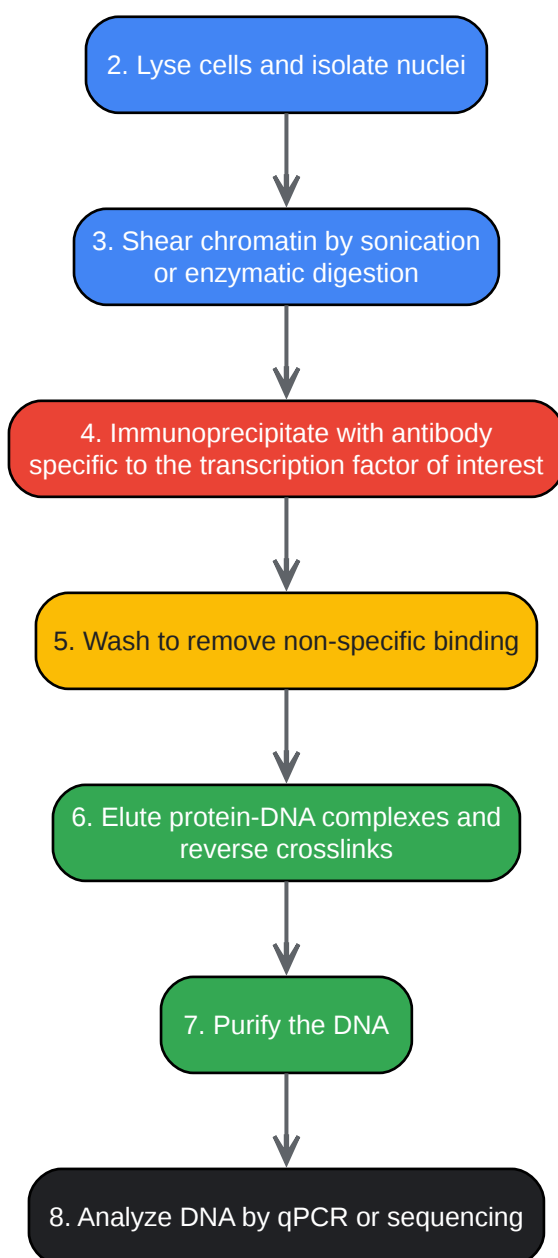 2. Lyse cells and isolate nuclei
3. Shear chromatin by sonication
or enzymatic digestion
4. Immunoprecipitate with antibody
specific to the transcription factor of interest
5. Wash to remove non-specific binding
6. Elute protein-DNA complexes and
reverse crosslinks
7. Purify the DNA
8. Analyze DNA by qPCR or sequencing